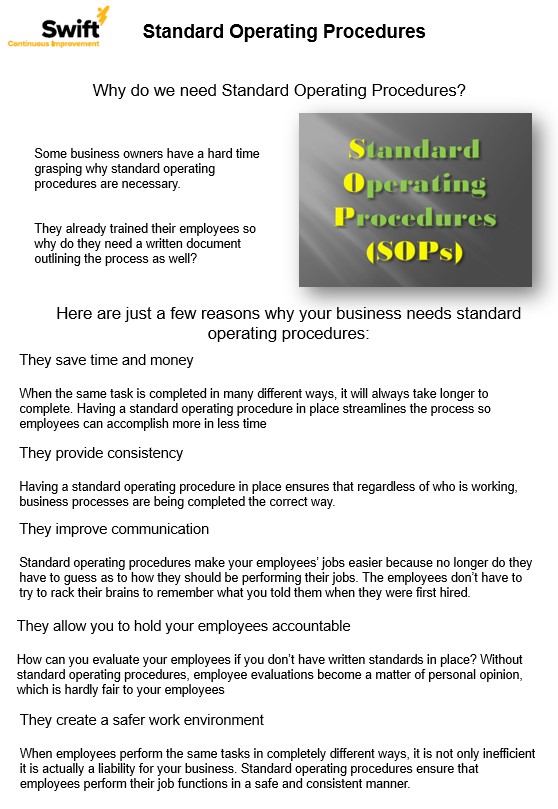 Swift
Continuous Improvement
Standard Operating Procedures
Why do we need Standard Operating Procedures?
Some business owners have a hard time
grasping why standard operating
procedures are necessary.
They already trained their employees so
why do they need a written document
outlining the process as well?
Standard
Operating
Procedures
(SOPs)
Here are just a few reasons why your business needs standard
operating procedures:
They save time and money
When the same task is completed in many different ways, it will always take longer to
complete. Having a standard operating procedure in place streamlines the process so
employees can accomplish more in less time
They provide consistency
Having a standard operating procedure in place ensures that regardless of who is working,
business processes are being completed the correct way.
They improve communication
Standard operating procedures make your employees’ jobs easier because no longer do they
have to guess as to how they should be performing their jobs. The employees don’t have to
try to rack their brains to remember what you told them when they were first hired.
They allow you to hold your employees accountable
How can you evaluate your employees if you don’t have written standards in place? Without
standard operating procedures, employee evaluations become a matter of personal opinion,
which is hardly fair to your employees
They create a safer work environment
When employees perform the same tasks in completely different ways, it is not only inefficient
it is actually a liability for your business. Standard operating procedures ensure that
employees perform their job functions in a safe and consistent manner.